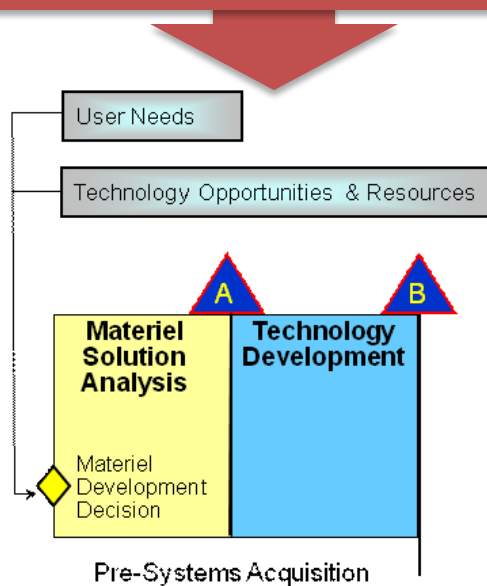 User Needs
Technology Opportunities & Resources
A
B
Materiel
Solution
Analysis
Technology
Development
Materiel
Development
Decision
Pre-Systems Acquisition